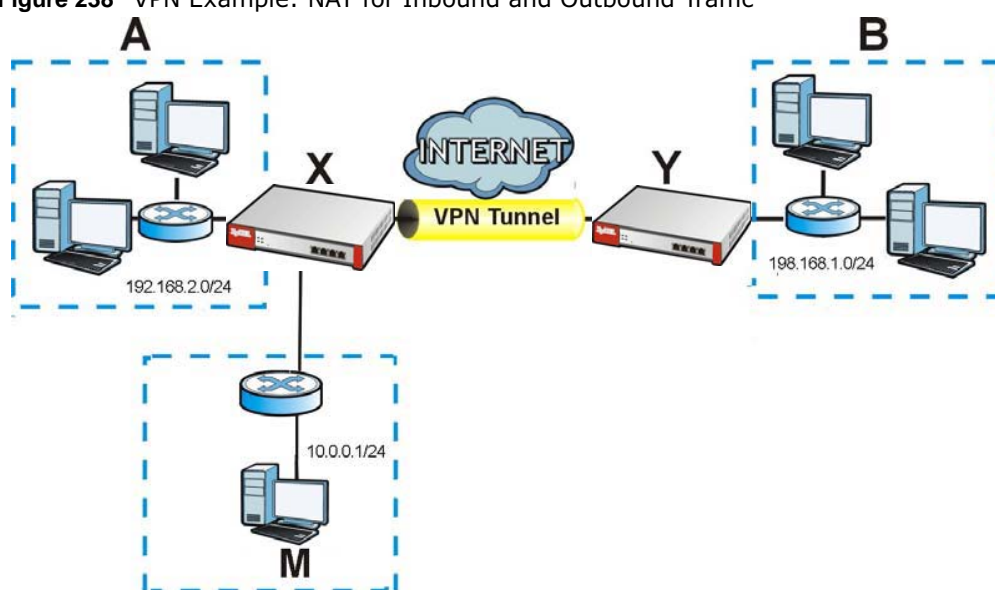 Figure 238 VPN Example: NAT for Inbound and Outbound Traffic
A
B
INTERNET
X
Y
VPN Tunnel
192.168.2.0/24
198.168.1.0/24
10.0.0.1/24
M